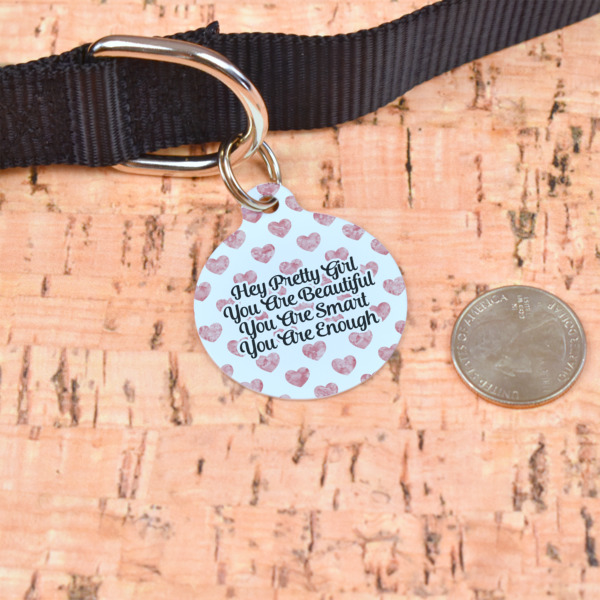 Hey Pretty Girl
You Are Beautiful
You Are Smart
You Are Enough